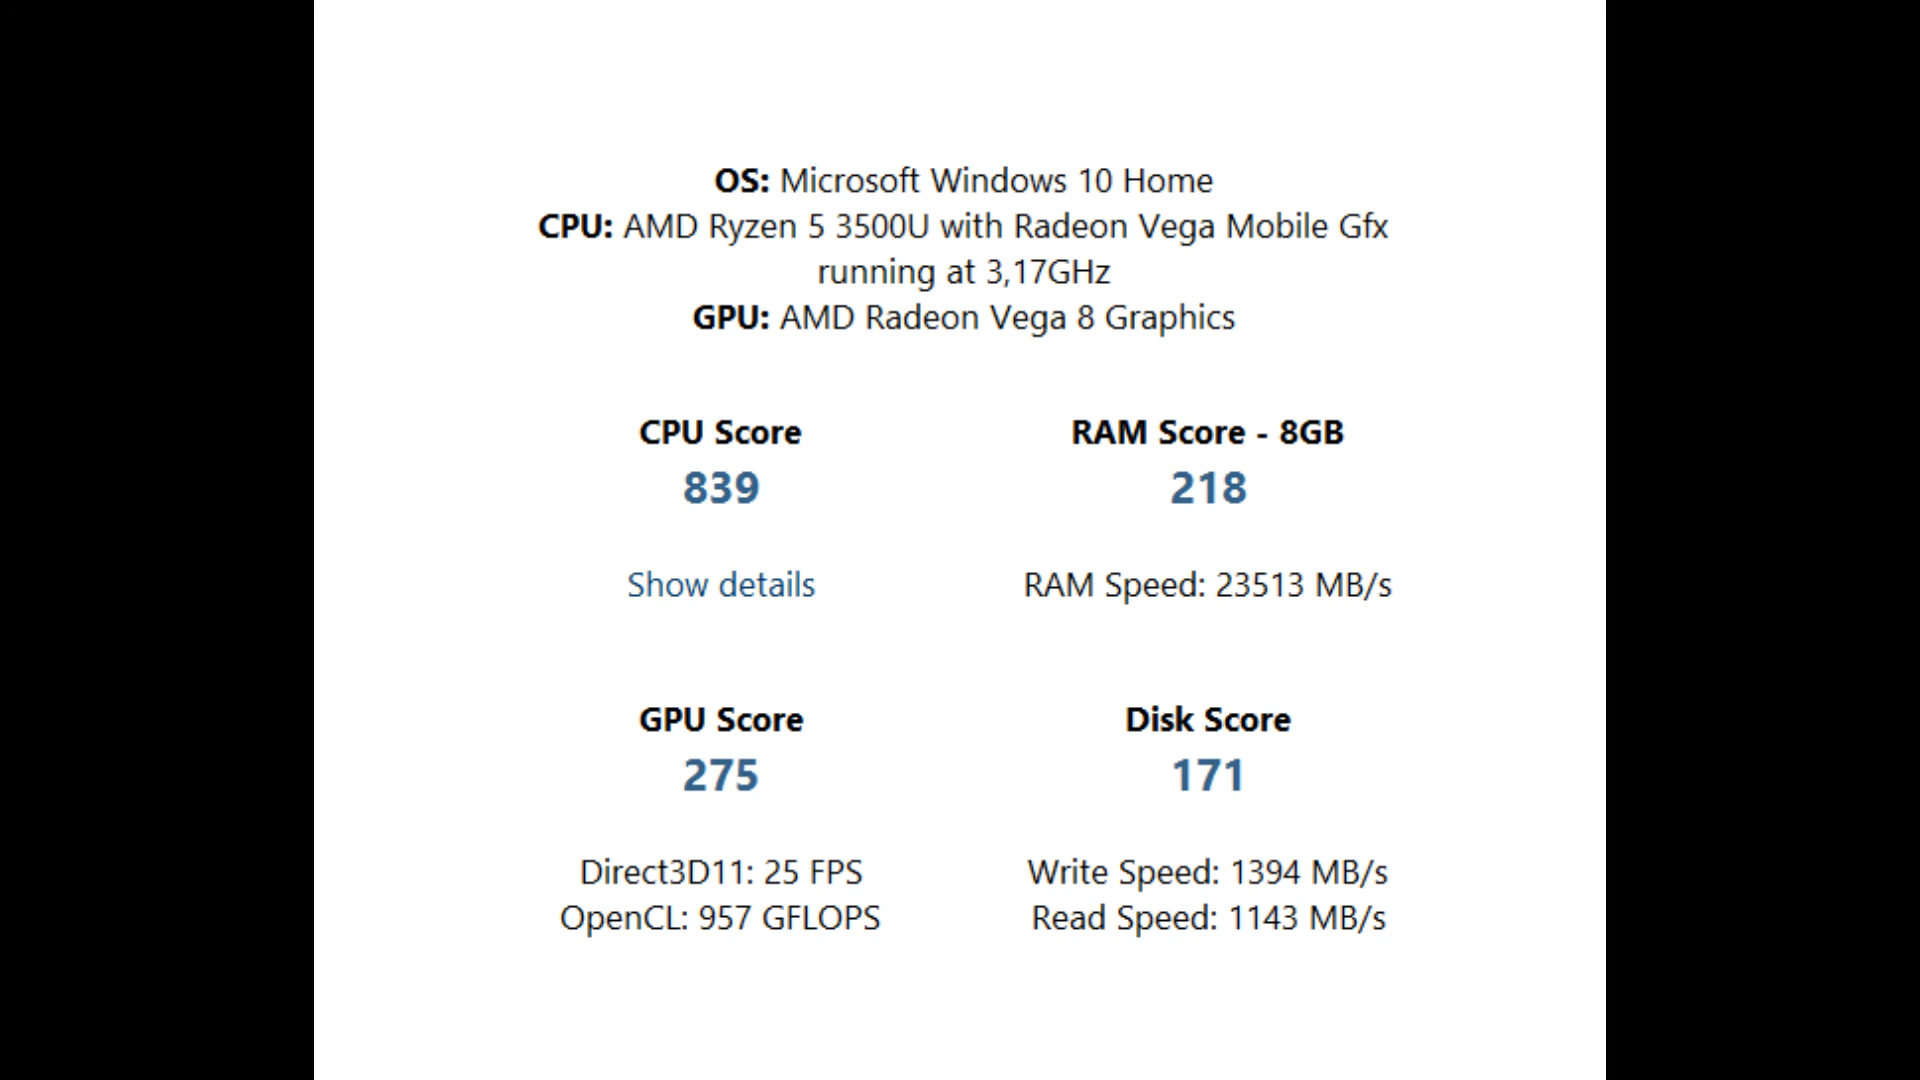 OS: Microsoft Windows 10 Home
CPU: AMD Ryzen 5 3500U with Radeon Vega Mobile Gfx
running at 3,17GHz
GPU: AMD Radeon Vega 8 Graphics
CPU Score
839
Show details
RAM Score - 8GB
218
RAM Speed: 23513 MB/s
GPU Score
275
Direct3D11: 25 FPS
OpenCL: 957 GFLOPS
Disk Score
171
Write Speed: 1394 MB/s
Read Speed: 1143 MB/s